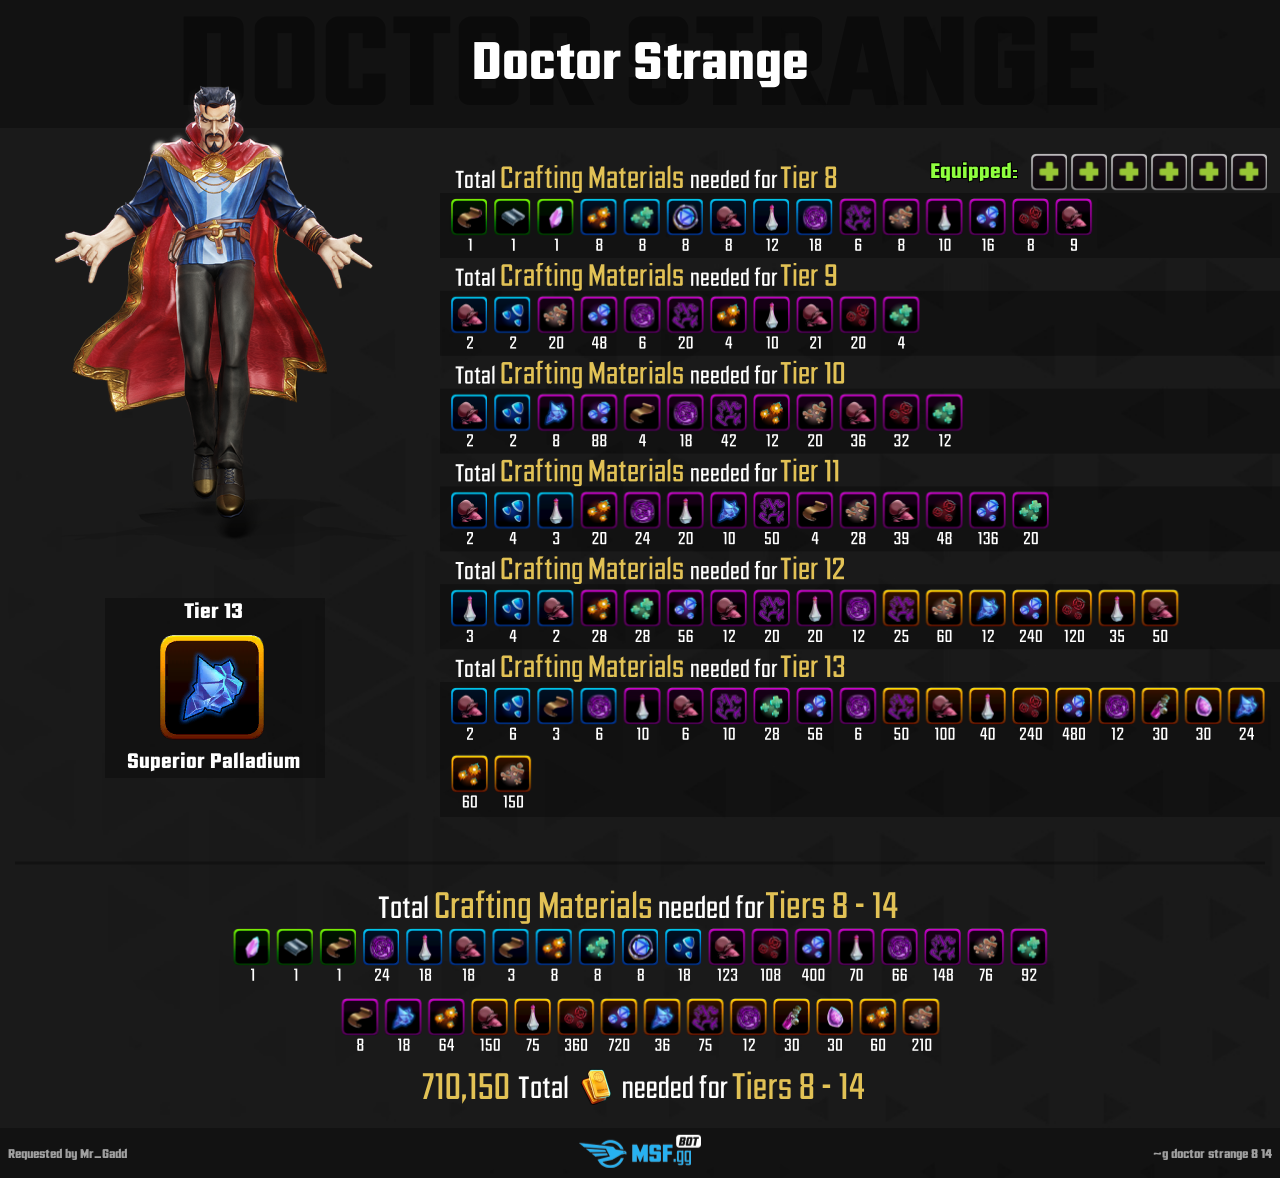 DOCTOR STRANGE
Doctor Strange
Equipped:
Total Crafting Materials needed for Tier 8
1 1 1 8 8 8 8 12 18 6 8 10 16 8 9
Total Crafting Materials needed for Tier 9
2 2 20 48 6 20 4 10 21 20 4
Total Crafting Materials needed for Tier 10
2 2 8 88 4 18 42 12 20 36 32 12
Total Crafting Materials needed for Tier 11
2 4 3 20 24 20 10 50 4 28 39 48 136 20
Total Crafting Materials needed for Tier 12
3 4 2 28 28 56 12 20 20 12 25 60 12 240 120 35 50
Total Crafting Materials needed for Tier 13
2 6 3 6 10 6 10 28 56 6 50 100 40 240 480 12 30 30 24
60 150
Tier 13
Superior Palladium
Total Crafting Materials needed for Tiers 8 - 14
1 1 1 24 18 18 3 8 8 8 18 123 108 400 70 66 148 76 92
8 18 64 150 75 360 720 36 75 12 30 30 60 210
710,150 Total needed for Tiers 8 - 14
Requested by Mr_Gadd
MSF.gg BOT
~g doctor strange 8 14